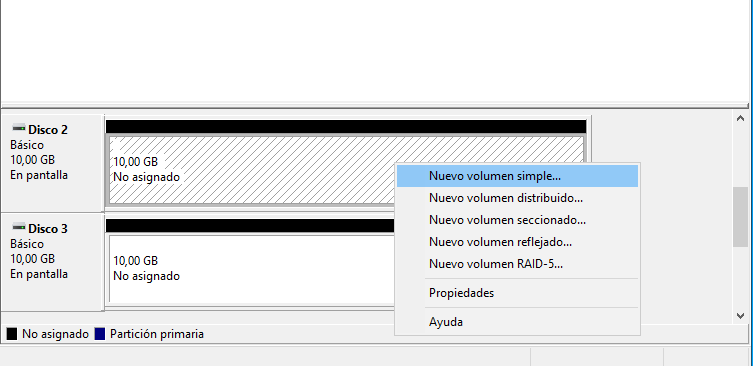 Disco 2
Básico
10,00 GB
En pantalla
10,00 GB
No asignado
Disco 3
Básico
10,00 GB
En pantalla
10,00 GB
No asignado
Nuevo volumen simple...
Nuevo volumen distribuido...
Nuevo volumen seccionado...
Nuevo volumen reflejado...
Nuevo volumen RAID-5...
Propiedades
Ayuda
No asignado Partición primaria